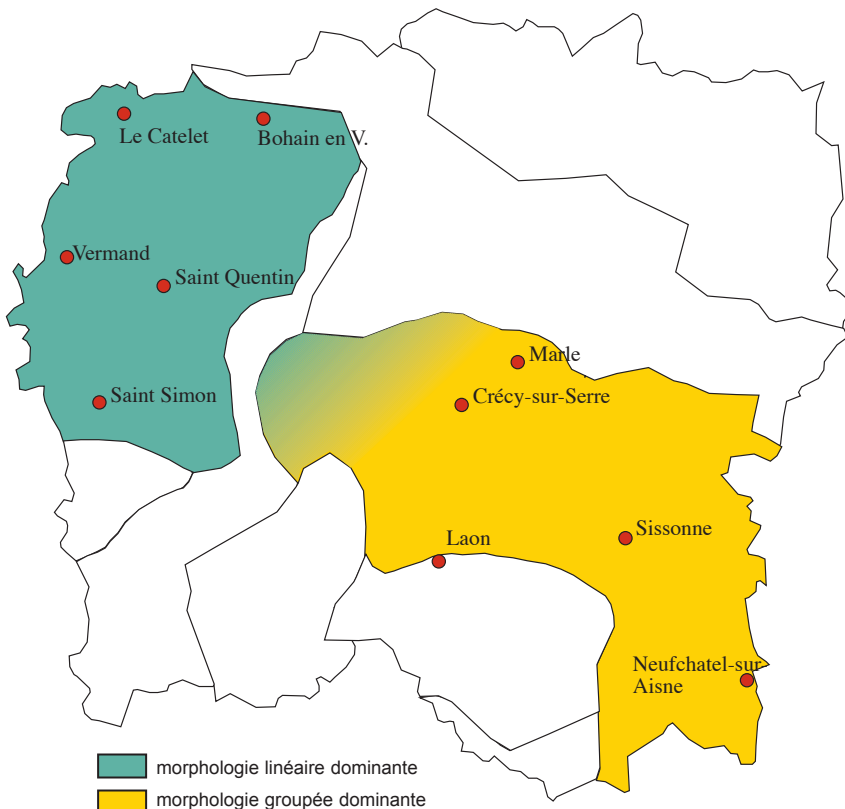 Le Catelet
Bohain en V.
Vermand
Saint Quentin
Marle
Saint Simon
Crécy-sur-Serre
Laon
Sissonne
Neufchatel-sur-
Aisne
morphologie linéaire dominante
morphologie groupée dominante